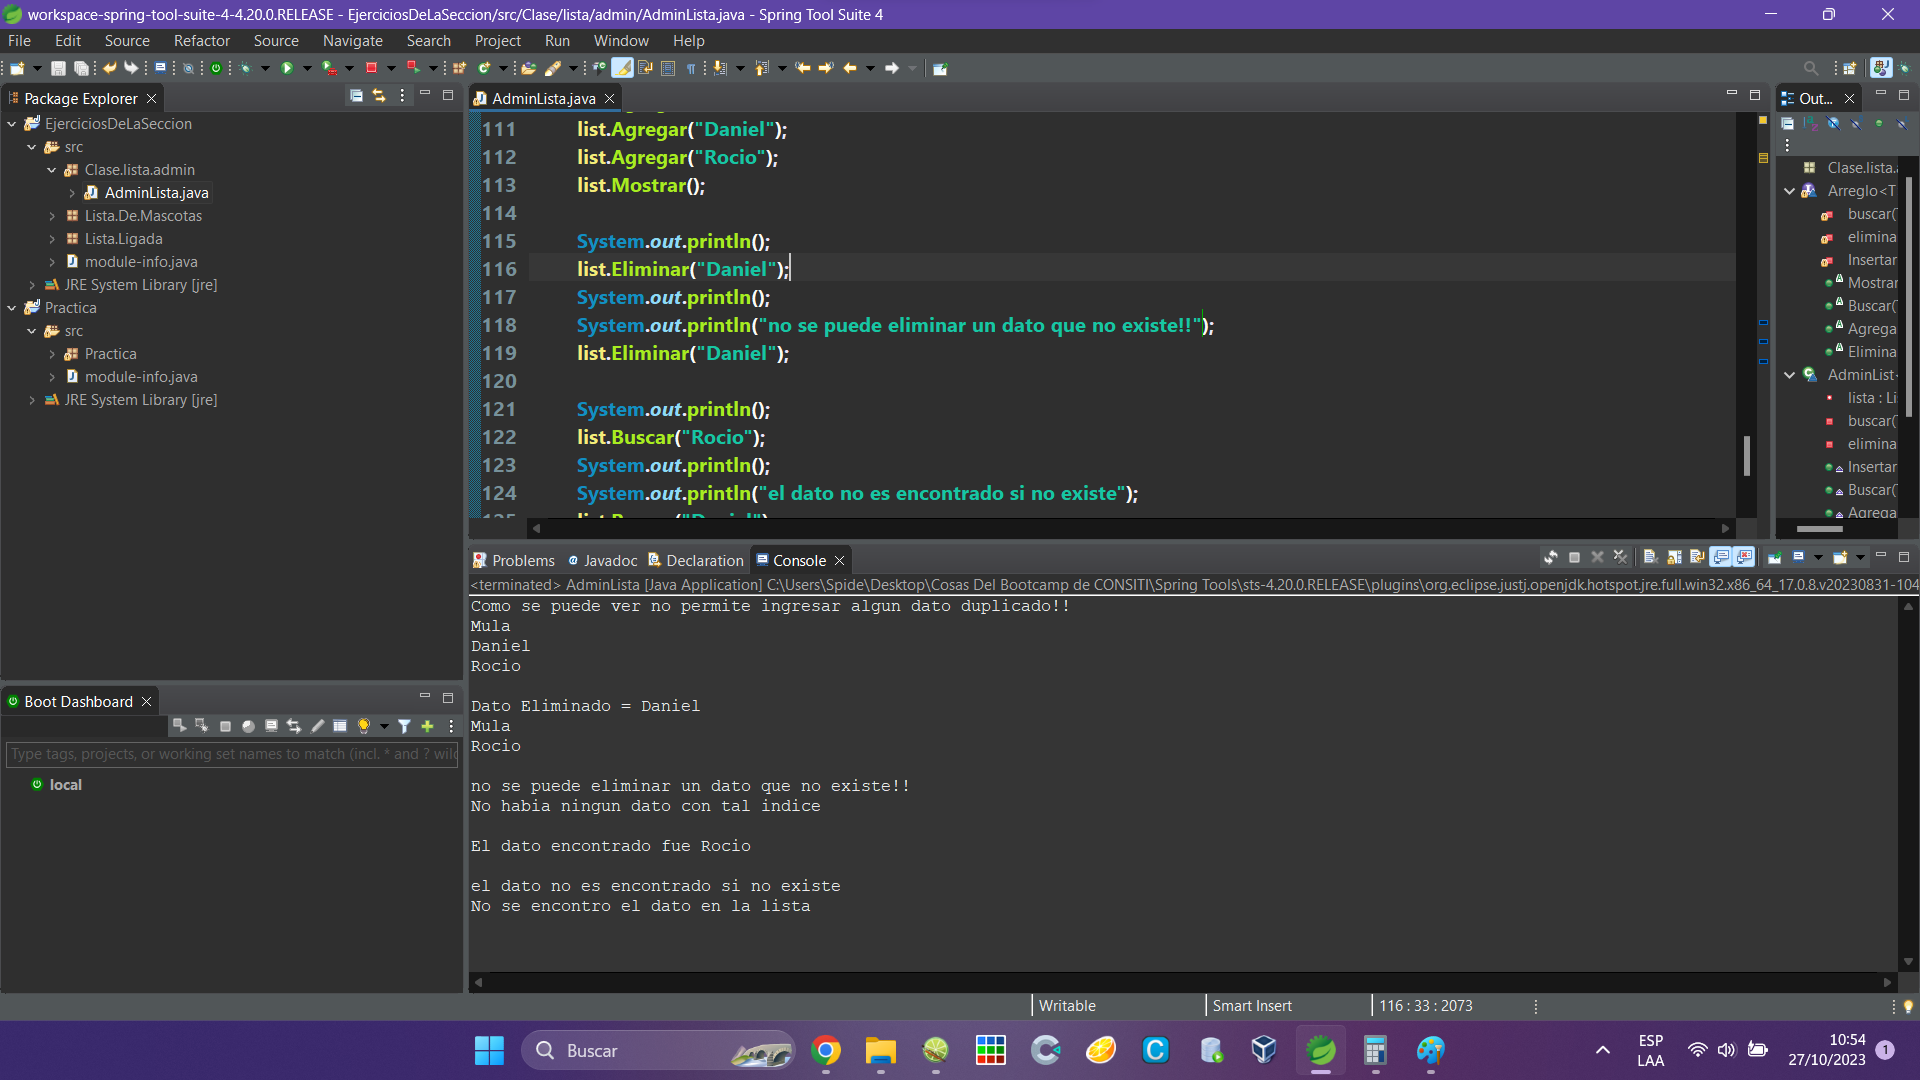 workspace-spring-tool-suite-4-4.20.0.RELEASE - EjerciciosDeLaSeccion/src/Clase/lista/admin/AdminLista.java - Spring Tool Suite 4
File Edit Source Refactor Source Navigate Search Project Run Window Help
Package Explorer
EjerciciosDeLaSeccion
src
Clase.lista.admin
AdminLista.java
Lista.De.Mascotas
Lista.Ligada
module-info.java
JRE System Library [jre]
Practica
src
Practica
module-info.java
JRE System Library [jre]
Boot Dashboard
Type tags, projects, or working set names to match (incl. * and ? wil
local
AdminLista.java
111 list.Agregar("Daniel");
112 list.Agregar("Rocio");
113 list.Mostrar();
114
115 System.out.println();
116 list.Eliminar("Daniel");
117 System.out.println();
118 System.out.println("no se puede eliminar un dato que no existe!!");
119 list.Eliminar("Daniel");
120
121 System.out.println();
122 list.Buscar("Rocio");
123 System.out.println();
124 System.out.println("el dato no es encontrado si no existe");
Out...
Clase.lista.
Arreglo<T
buscar(
elimina
Insertar
Mostrar
Buscar(
Agrega
Elimina
AdminList
lista : Li
buscar(
elimina
Insertar
Buscar(
Agrega
Problems Javadoc Declaration Console
<terminated> AdminLista [Java Application] C:\Users\Spide\Desktop\Cosas Del Bootcamp de CONSITI\Spring Tools\sts-4.20.0.RELEASE\plugins\org.eclipse.justj.openjdk.hotspot.jre.full.win32.x86_64_17.0.8.v20230831-104
Como se puede ver no permite ingresar algun dato duplicado!!
Mula
Daniel
Rocio
Dato Eliminado = Daniel
Mula
Rocio
no se puede eliminar un dato que no existe!!
No habia ningun dato con tal indice
El dato encontrado fue Rocio
el dato no es encontrado si no existe
No se encontro el dato en la lista
Writable
Smart Insert
116 : 33 : 2073
Buscar
ESP
LAA
10:54
27/10/2023
1